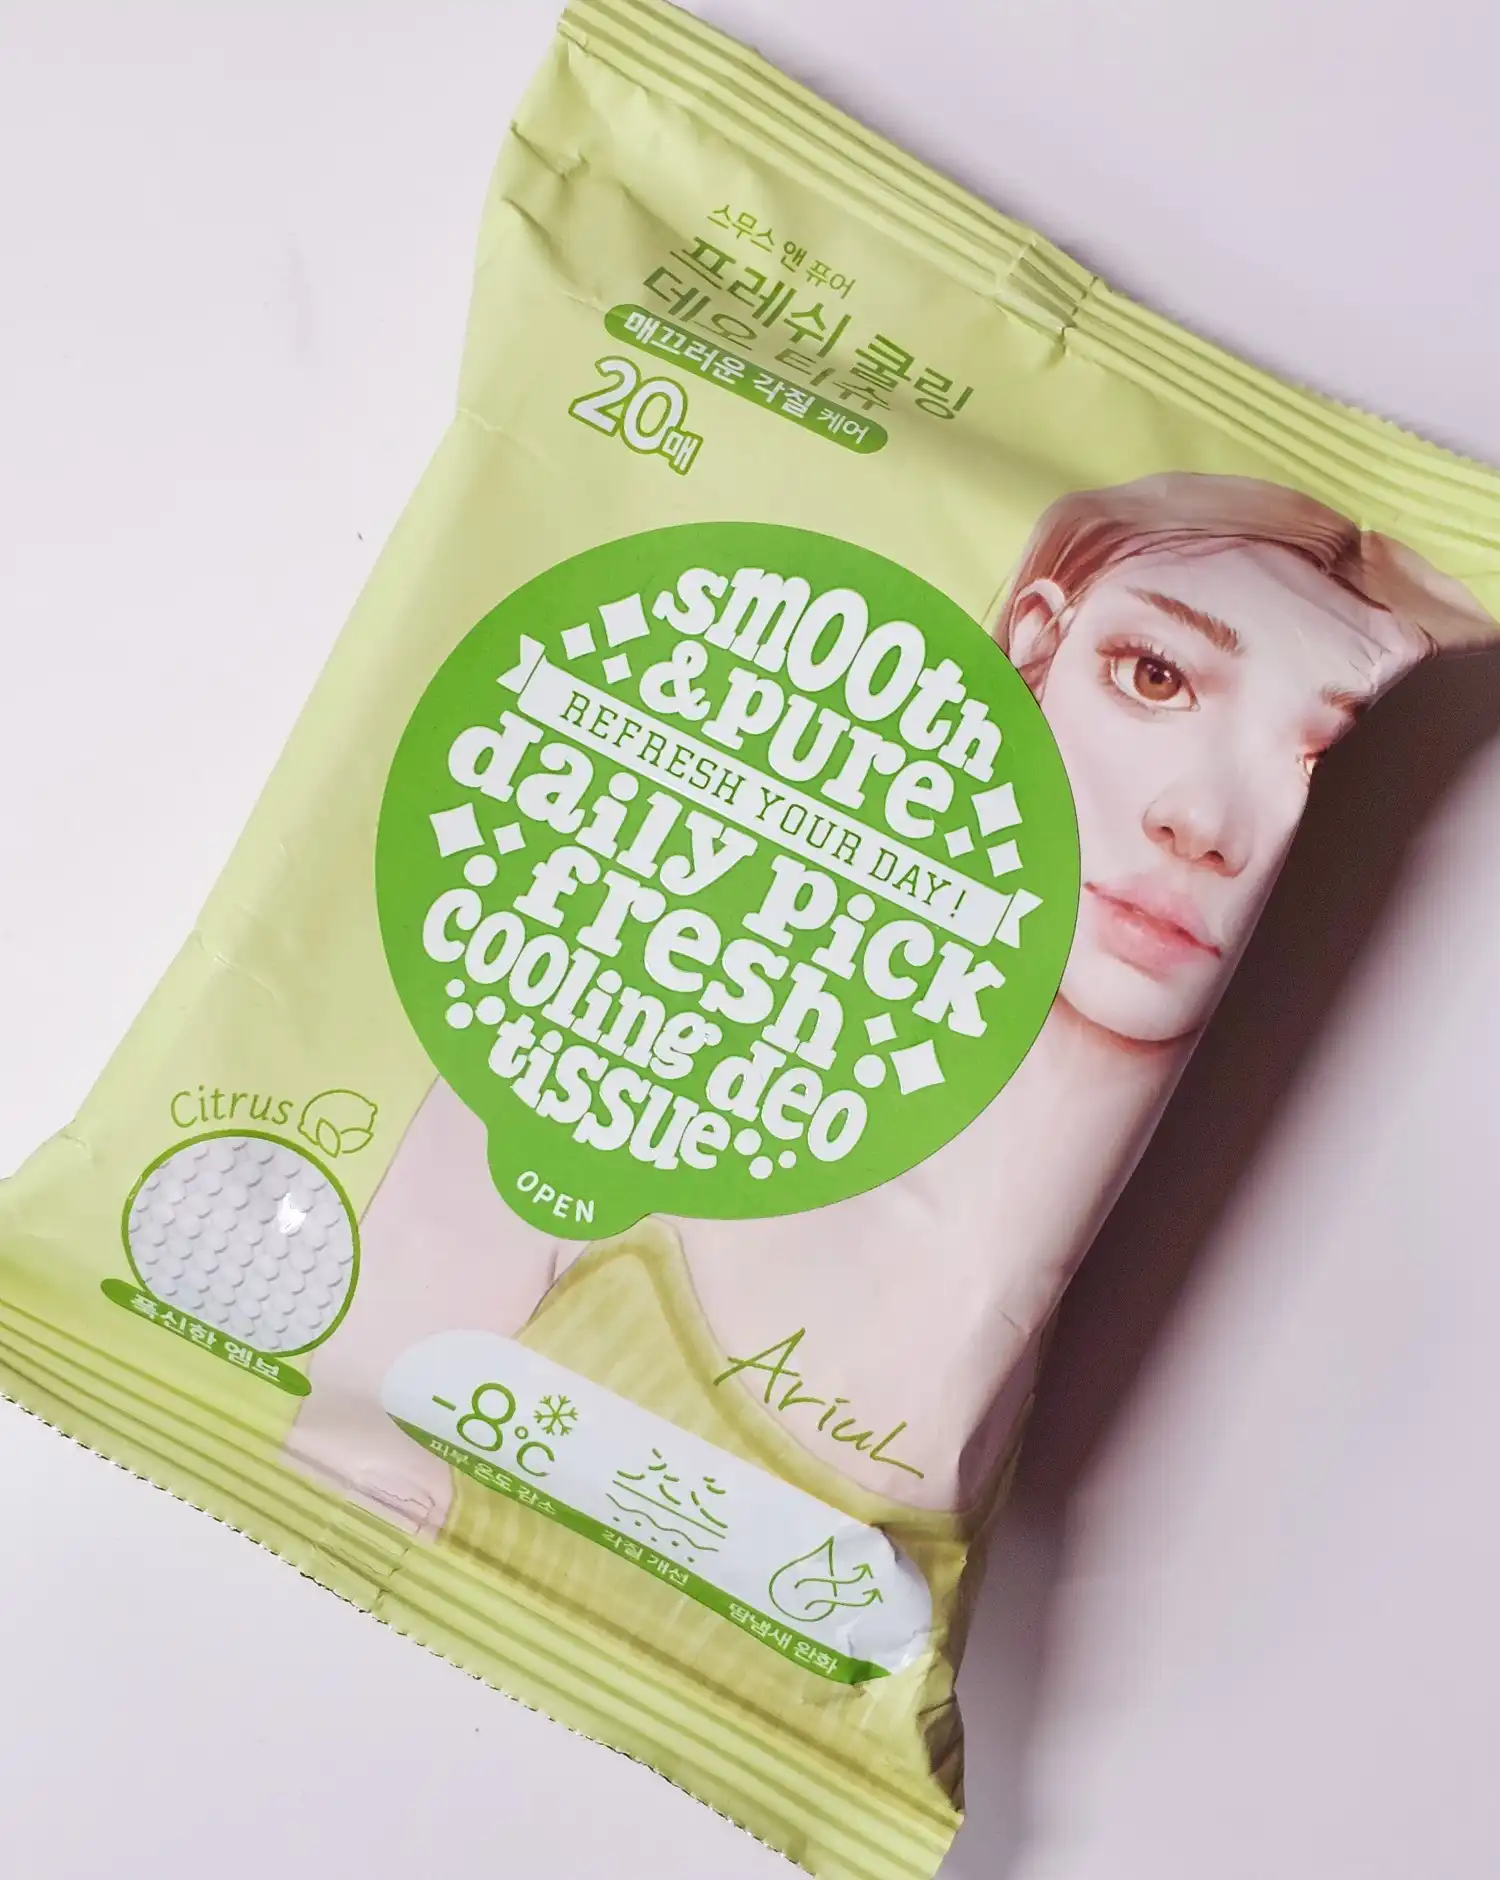 스무스 앤 퓨어
프레쉬 쿨링
데오 티슈
매끄러운 각질 케어
20매
smooth
& pure
REFRESH YOUR DAY!
daily pick
fresh
cooling deo
tissue
OPEN
Citrus
폭신한 엠보
Ariul
-8°C
피부 온도 감소
각질 개선
땀냄새 완화